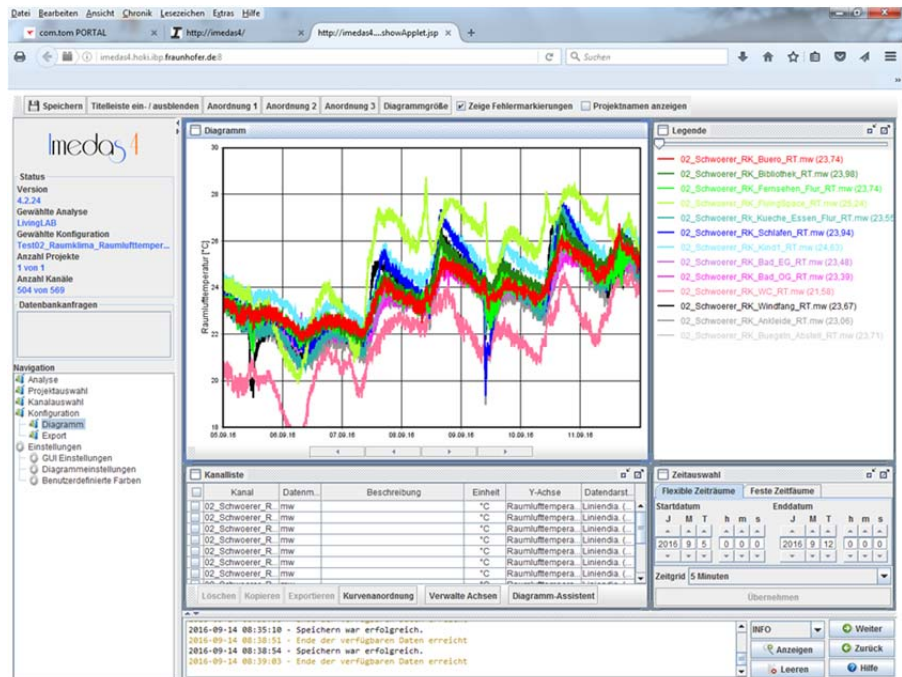 Datei Bearbeiten Ansicht Chronik Lesezeichen Extras Hilfe
com.tom PORTAL × http://imedas4/ × http://imedas4....showApplet.jsp × +
imedas4.hoki.ibp.fraunhofer.de:8 Suchen
Speichern Titelleiste ein- / ausblenden Anordnung 1 Anordnung 2 Anordnung 3 Diagrammgröße Zeige Fehlermarkierungen Projektnamen anzeigen
Imedas 4
Status
Version
4.2.24
Gewählte Analyse
LivingLAB
Gewählte Konfiguration
Test02_Raumklima_Raumlufttemper...
Anzahl Projekte
1 von 1
Anzahl Kanäle
504 von 569
Datenbankanfragen
Navigation
Analyse
Projektauswahl
Kanalauswahl
Konfiguration
Diagramm
Export
Einstellungen
GUI Einstellungen
Diagrammeinstellungen
Benutzerdefinierte Farben
Diagramm
Raumlufttemperatur [°C]
30
28
26
24
22
20
18
05.09.16 06.09.16 07.09.16 08.09.16 09.09.16 10.09.16 11.09.16
Legende
02_Schwoerer_RK_Buero_RT.mw (23,74)
02_Schwoerer_RK_Bibliothek_RT.mw (23,98)
02_Schwoerer_RK_Fernsehen_Flur_RT.mw (23,74)
02_Schwoerer_RK_FlyingSpace_RT.mw (25,24)
02_Schwoerer_Rk_Kueche_Essen_Flur_RT.mw (23,55
02_Schwoerer_RK_Schlafen_RT.mw (23,94)
02_Schwoerer_RK_Kind1_RT.mw (24,63)
02_Schwoerer_RK_Bad_EG_RT.mw (23,48)
02_Schwoerer_RK_Bad_OG_RT.mw (23,39)
02_Schwoerer_RK_WC_RT.mw (21,58)
02_Schwoerer_RK_Windfang_RT.mw (23,67)
02_Schwoerer_RK_Ankleide_RT.mw (23,06)
02_Schwoerer_RK_Buegeln_Abstell_RT.mw (23,71)
Kanalliste
Kanal Datenm... Beschreibung Einheit Y-Achse Datendarst...
02_Schwoerer_R... mw °C Raumlufttempera... Liniendia. (...
02_Schwoerer_R... mw °C Raumlufttempera... Liniendia. (...
02_Schwoerer_R... mw °C Raumlufttempera... Liniendia. (...
02_Schwoerer_R... mw °C Raumlufttempera... Liniendia. (...
02_Schwoerer_R... mw °C Raumlufttempera... Liniendia. (...
02_Schwoerer_R... mw °C Raumlufttempera... Liniendia. (...
Löschen Kopieren Exportieren Kurvenanordnung Verwalte Achsen Diagramm-Assistent
Zeitauswahl
Flexible Zeiträume Feste Zeiträume
Startdatum Enddatum
J M T h m s J M T h m s
2016 9 5 0 0 0 2016 9 12 0 0 0
Zeitgrid 5 Minuten
Übernehmen
2016-09-14 08:35:10 - Speichern war erfolgreich.
2016-09-14 08:38:51 - Ende der verfügbaren Daten erreicht
2016-09-14 08:38:54 - Speichern war erfolgreich.
2016-09-14 08:39:03 - Ende der verfügbaren Daten erreicht
INFO Weiter
Anzeigen Zurück
Leeren Hilfe